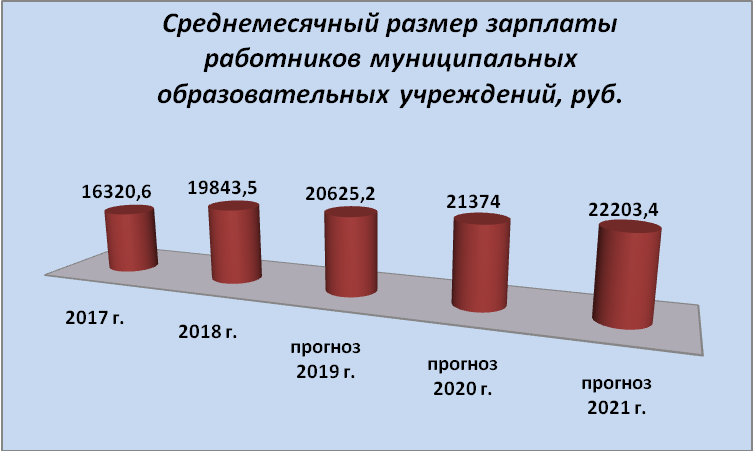 Среднемесячный размер зарплаты
работников муниципальных
образовательных учреждений, руб.
16320,6
19843,5
20625,2
21374
22203,4
2017 г.
2018 г.
прогноз
2019 г.
прогноз
2020 г.
прогноз
2021 г.